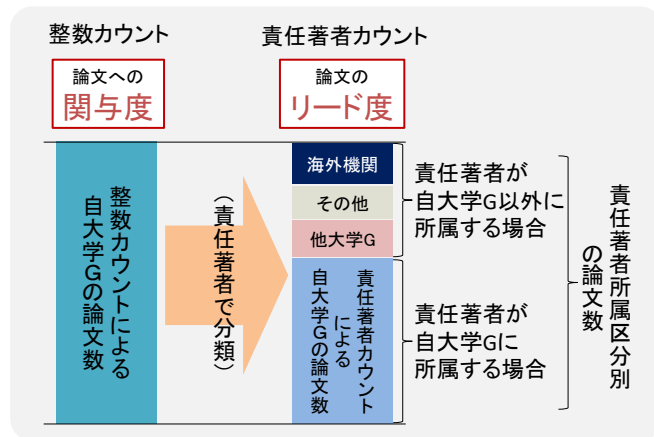 整数カウント
責任著者カウント
論文への
関与度
論文の
リード度
整数カウントによる
自大学Gの論文数
（責任著者で分類）
海外機関
その他
他大学G
責任著者カウント
による
自大学Gの論文数
責任著者が
自大学G以外に
所属する場合
責任著者が
自大学Gに
所属する場合
責任著者所属区分別
の論文数